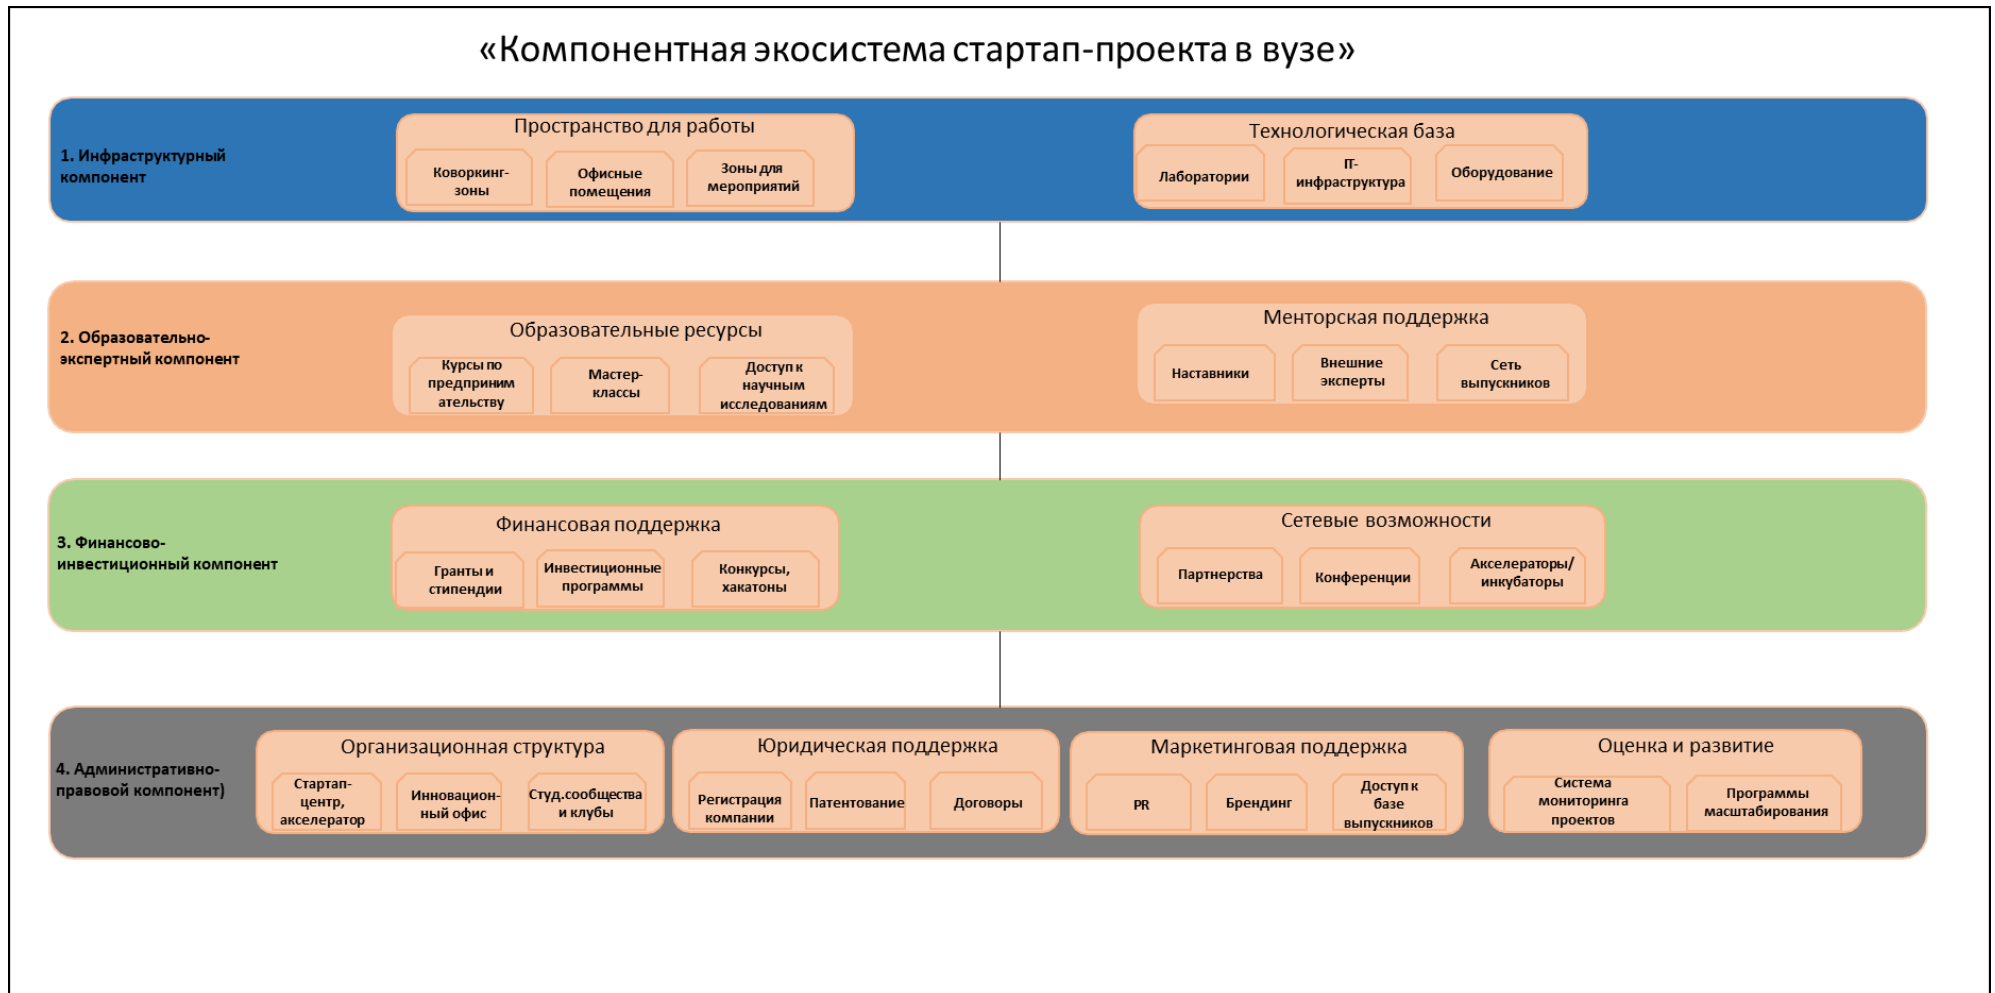 «Компонентная экосистема стартап-проекта в вузе»
1. Инфраструктурный
компонент
Пространство для работы
Коворкинг-
зоны
Офисные
помещения
Зоны для
мероприятий
Технологическая база
Лаборатории
IT-
инфраструктура
Оборудование
2. Образовательно-
экспертный компонент
Образовательные ресурсы
Курсы по
предприним
ательству
Мастер-
классы
Доступ к
научным
исследованиям
Менторская поддержка
Наставники
Внешние
эксперты
Сеть
выпускников
3. Финансово-
инвестиционный компонент
Финансовая поддержка
Гранты и
стипендии
Инвестиционные
программы
Конкурсы,
хакатоны
Сетевые возможности
Партнерства
Конференции
Акселераторы/
инкубаторы
4. Административно-
правовой компонент)
Организационная структура
Стартап-
центр,
акселератор
Инновацион-
ный офис
Студ.сообщества
и клубы
Юридическая поддержка
Регистрация
компании
Патентование
Договоры
Маркетинговая поддержка
PR
Брендинг
Доступ к
базе
выпускников
Оценка и развитие
Система
мониторинга
проектов
Программы
масштабирования